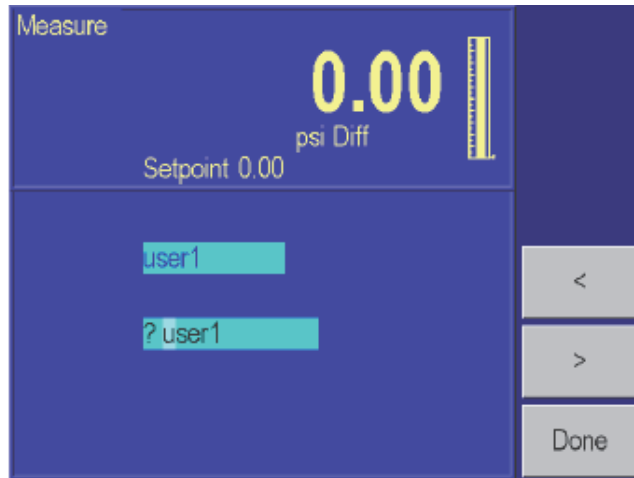 Measure
0.00
psi Diff
Setpoint 0.00
user1
? user1
<
>
Done